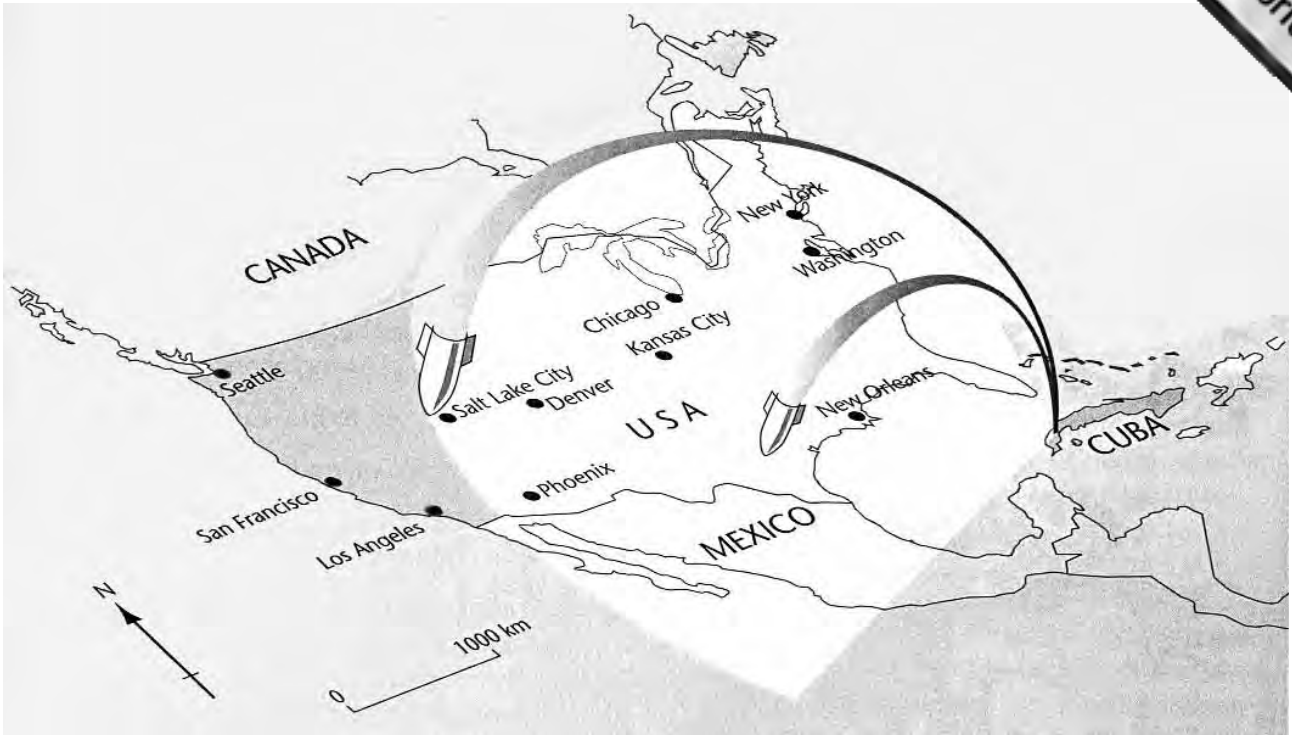 New York
CANADA
Washington
Chicago
Kansas City
Seattle
Salt Lake City
Denver
New Orleans
USA
CUBA
Phoenix
San Francisco
Los Angeles
MEXICO
N
1000 km
0